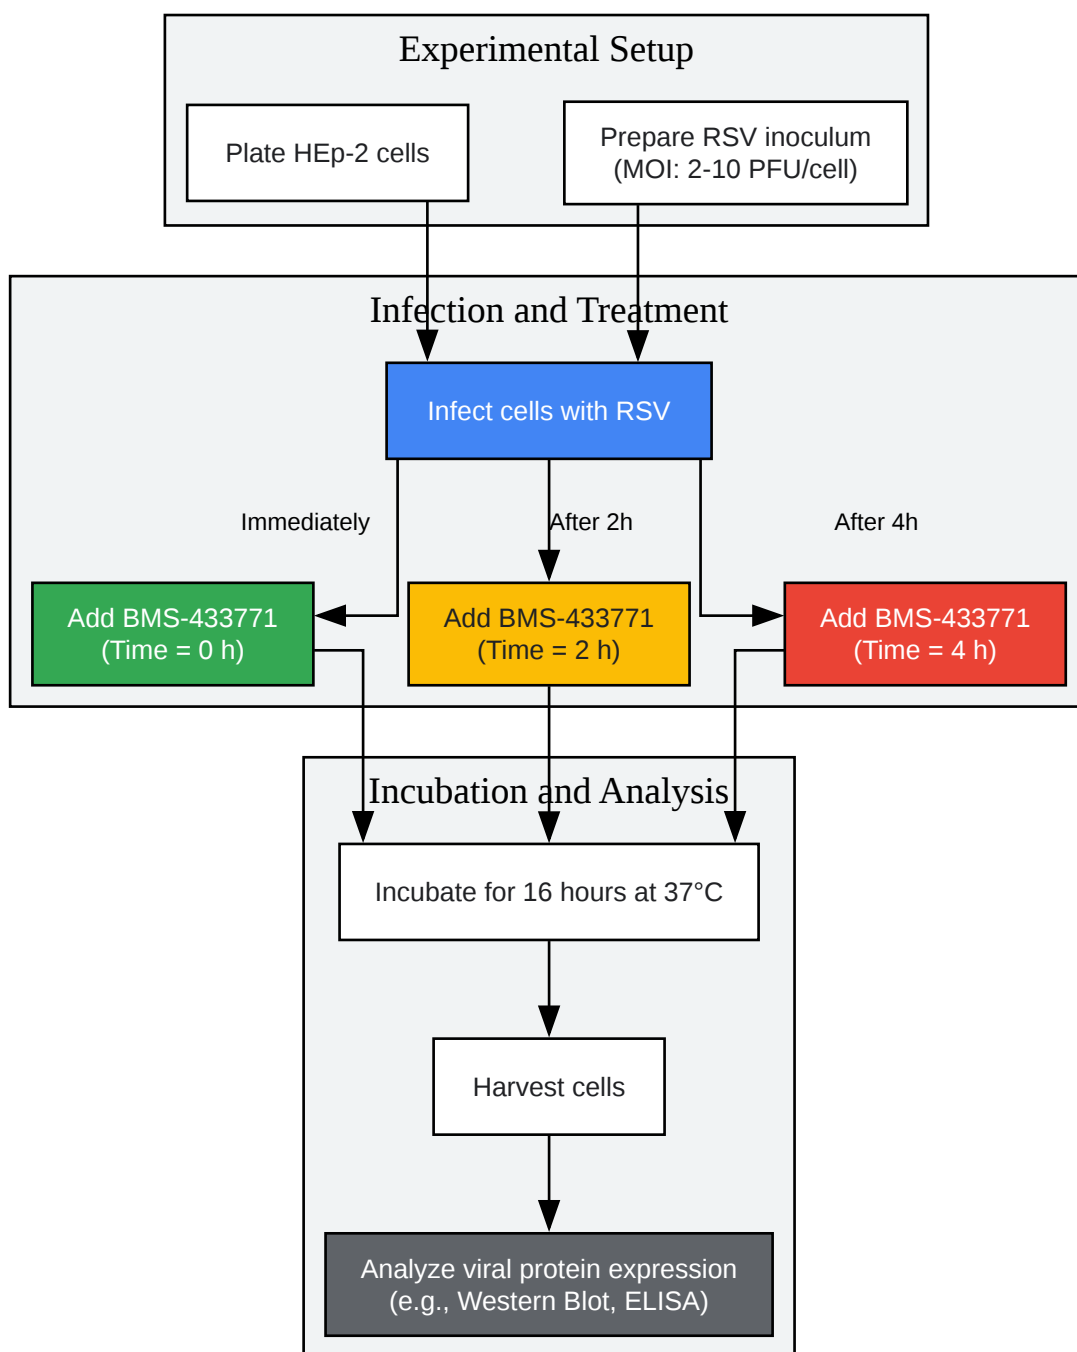 Experimental Setup
Plate HEp-2 cells
Prepare RSV inoculum
(MOI: 2-10 PFU/cell)
Infection and Treatment
Infect cells with RSV
Immediately
After 2h
After 4h
Add BMS-433771
(Time = 0 h)
Add BMS-433771
(Time = 2 h)
Add BMS-433771
(Time = 4 h)
Incubation and Analysis
Incubate for 16 hours at 37°C
Harvest cells
Analyze viral protein expression
(e.g., Western Blot, ELISA)